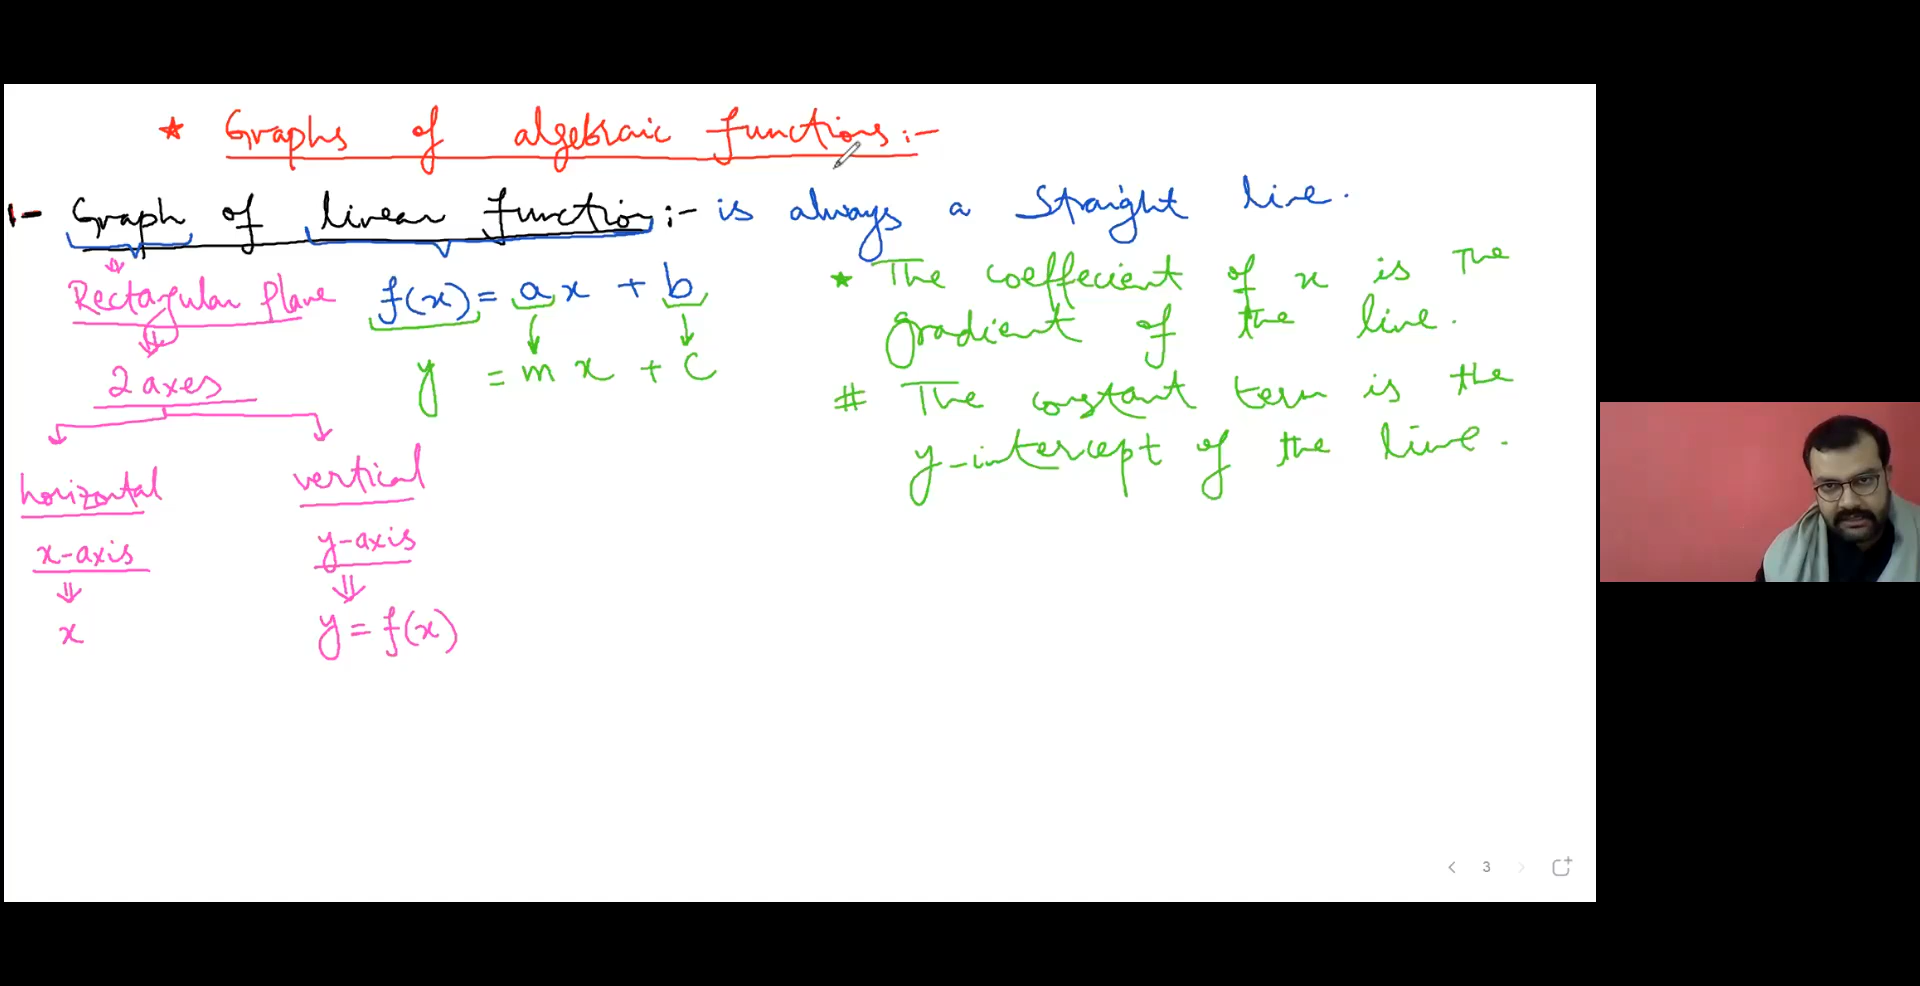 ★ Graphs of algebraic functions:-
1- Graph of linear function:- is always a straight line.
Rectangular plane
2 axes
horizontal
vertical
x-axis
y-axis
x
y = f(x)
f(x) = ax + b
y = mx + c
★ The coeffecient of x is the
gradient of the line.
# The constant term is the
y-intercept of the line.
3